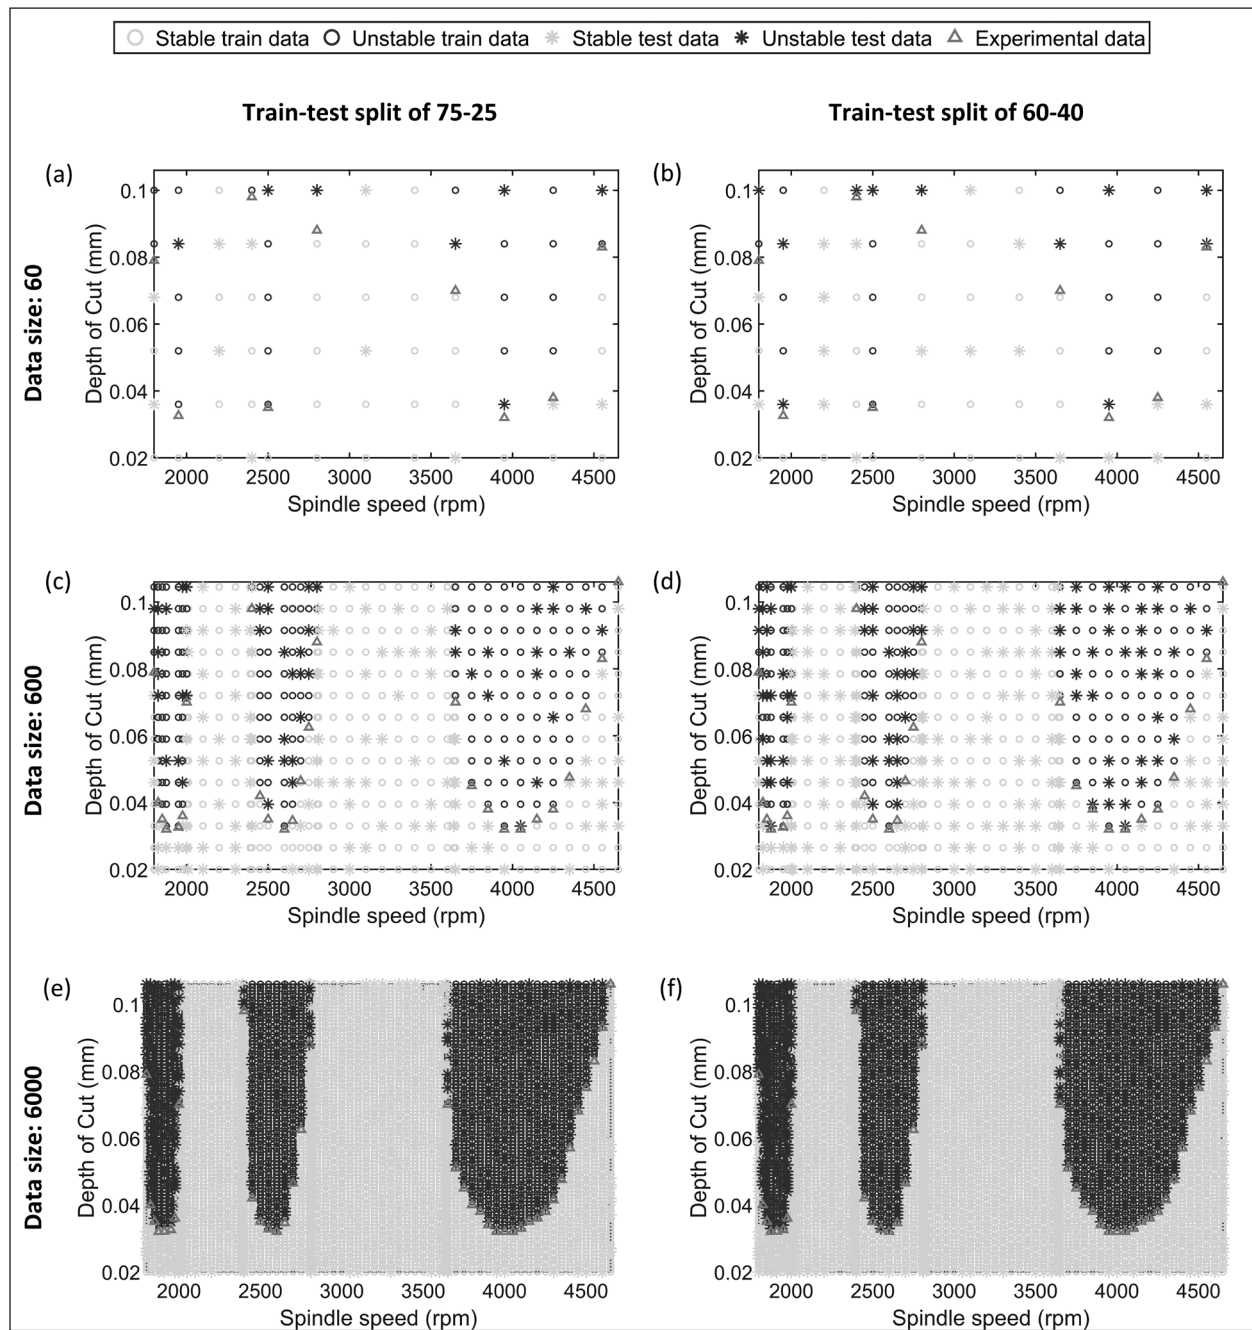 Stable train data Unstable train data Stable test data Unstable test data Experimental data
Train-test split of 75-25 Train-test split of 60-40
Data size: 60
(a)
Depth of Cut (mm)
0.1
0.08
0.06
0.04
0.02
2000 2500 3000 3500 4000 4500
Spindle speed (rpm)
(b)
Depth of Cut (mm)
0.1
0.08
0.06
0.04
0.02
2000 2500 3000 3500 4000 4500
Spindle speed (rpm)
Data size: 600
(c)
Depth of Cut (mm)
0.1
0.08
0.06
0.04
0.02
2000 2500 3000 3500 4000 4500
Spindle speed (rpm)
(d)
Depth of Cut (mm)
0.1
0.08
0.06
0.04
0.02
2000 2500 3000 3500 4000 4500
Spindle speed (rpm)
Data size: 6000
(e)
Depth of Cut (mm)
0.1
0.08
0.06
0.04
0.02
2000 2500 3000 3500 4000 4500
Spindle speed (rpm)
(f)
Depth of Cut (mm)
0.1
0.08
0.06
0.04
0.02
2000 2500 3000 3500 4000 4500
Spindle speed (rpm)